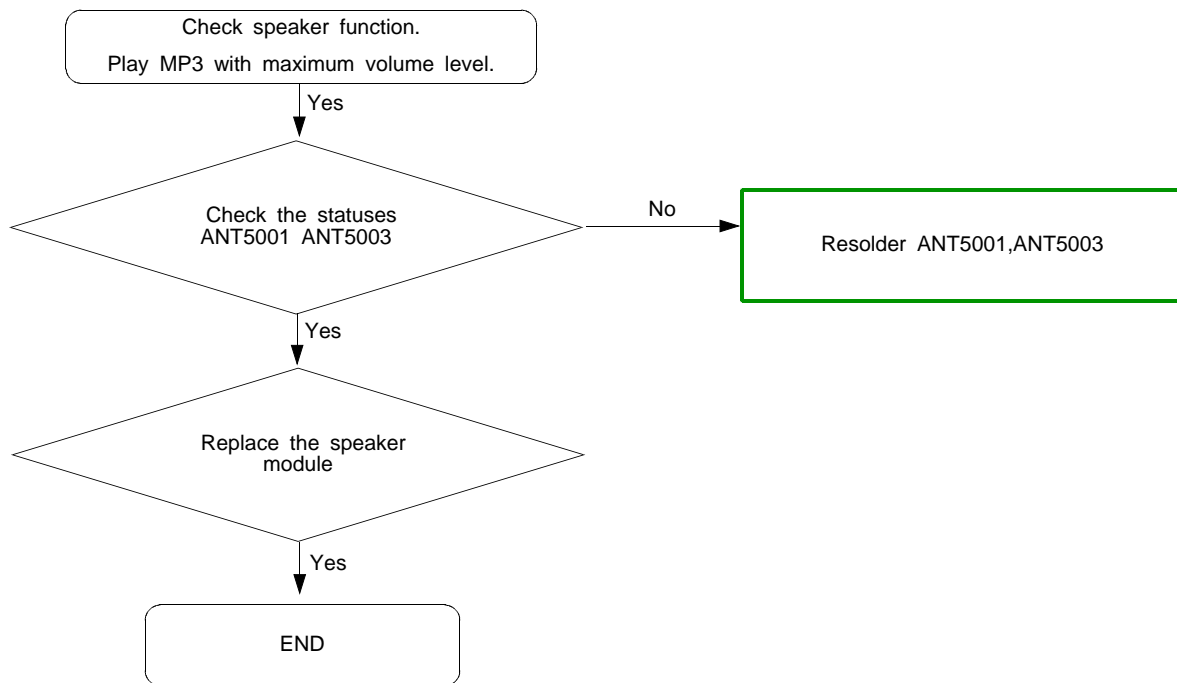 Check speaker function.
Play MP3 with maximum volume level.
Yes
Check the statuses
ANT5001 ANT5003
No
Resolder ANT5001,ANT5003
Yes
Replace the speaker
module
Yes
END